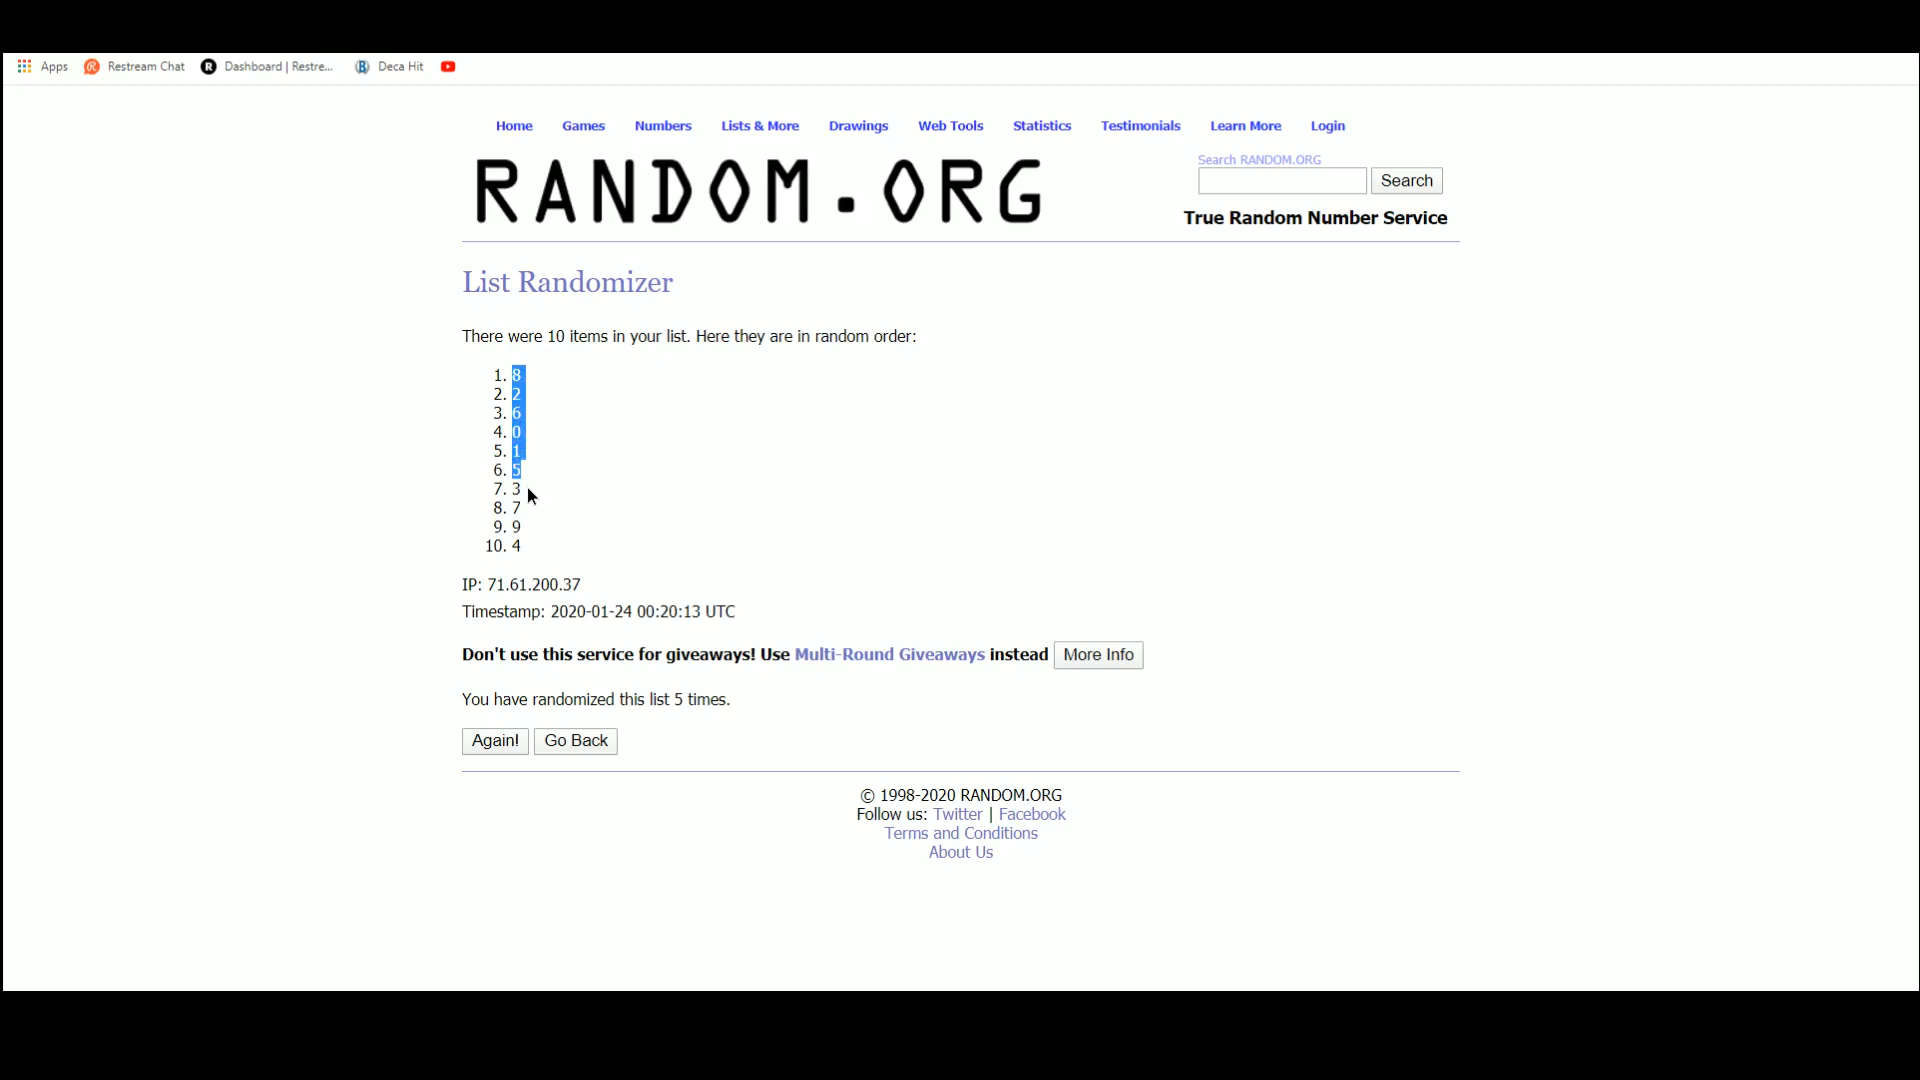 Apps Restream Chat Dashboard | Restre... Deca Hit
Home Games Numbers Lists & More Drawings Web Tools Statistics Testimonials Learn More Login
RANDOM.ORG
Search RANDOM.ORG
Search
True Random Number Service
List Randomizer
There were 10 items in your list. Here they are in random order:
1. 8
2. 2
3. 6
4. 0
5. 1
6. 5
7. 3
8. 7
9. 9
10. 4
IP: 71.61.200.37
Timestamp: 2020-01-24 00:20:13 UTC
Don't use this service for giveaways! Use Multi-Round Giveaways instead More Info
You have randomized this list 5 times.
Again! Go Back
© 1998-2020 RANDOM.ORG
Follow us: Twitter | Facebook
Terms and Conditions
About Us